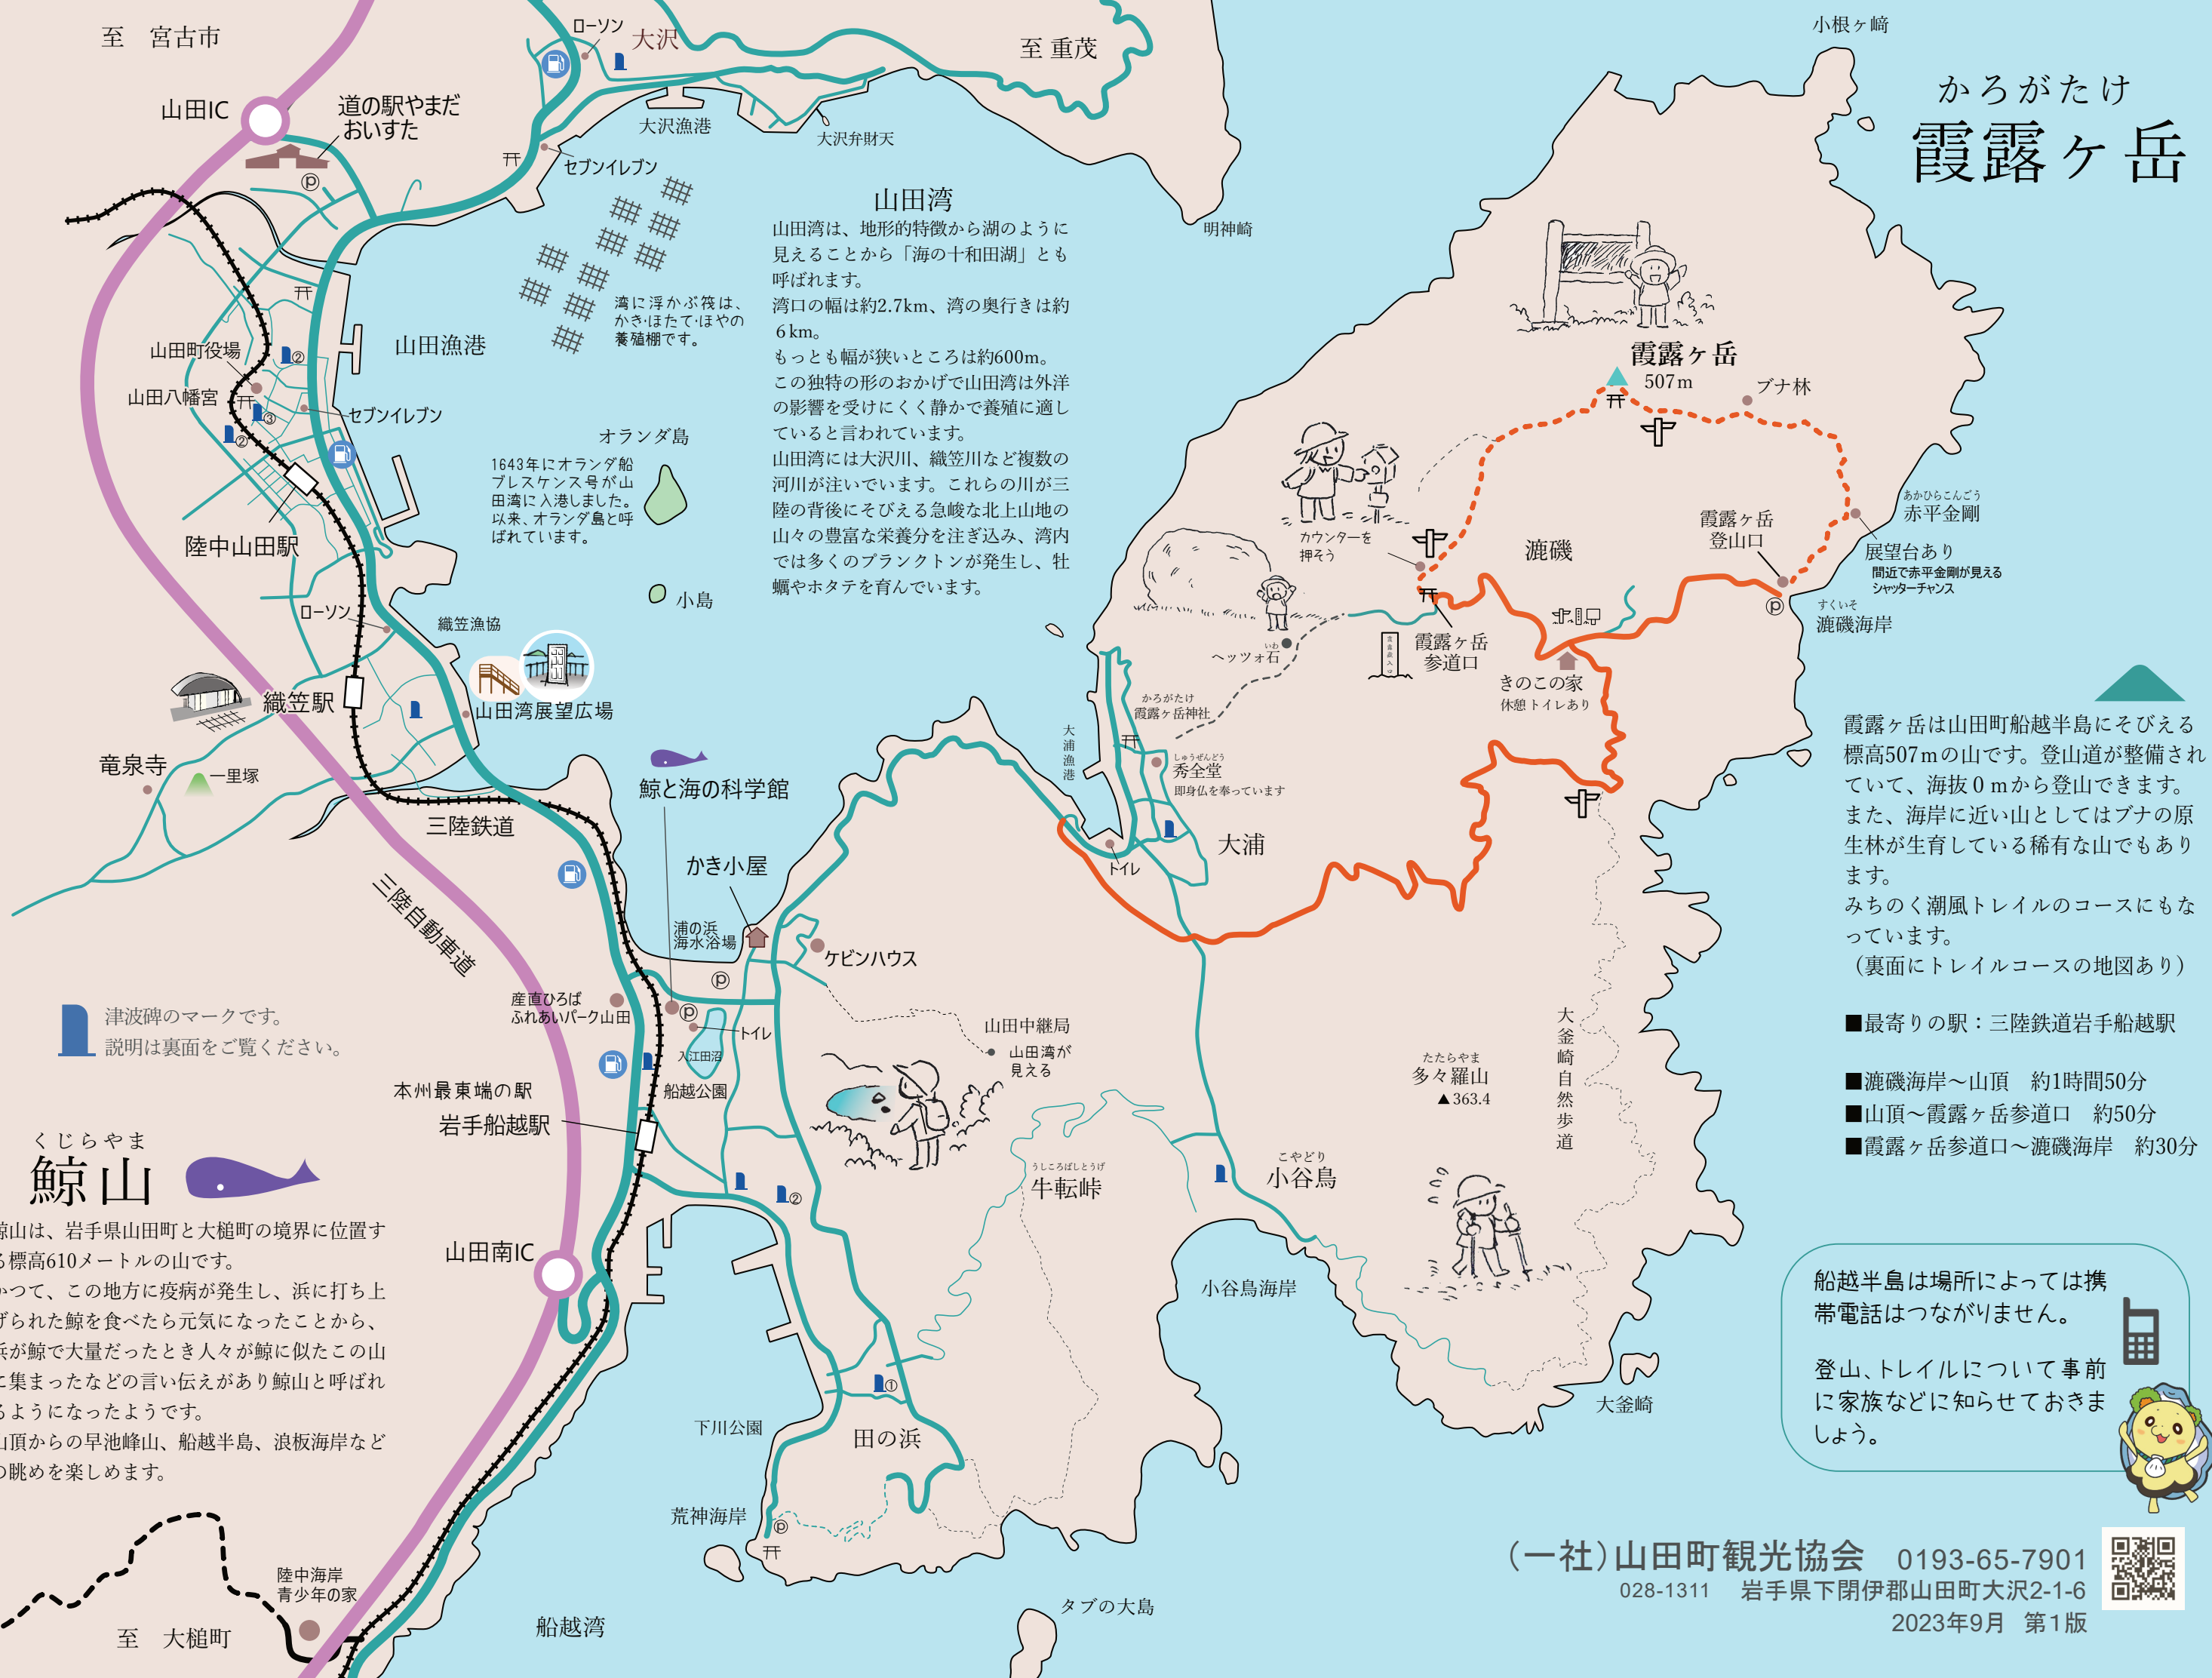 至 宮古市
山田IC
道の駅やまだ
おいすた
ⓟ
ローソン
大沢
至 重茂
大沢漁港
大沢弁財天
セブンイレブン
明神崎
小根ヶ﨑
かろがたけ
霞露ヶ岳
山田湾
山田湾は、地形的特徴から湖のように
見えることから「海の十和田湖」とも
呼ばれます。
湾口の幅は約2.7km、湾の奥行きは約
6km。
もっとも幅が狭いところは約600m。
この独特の形のおかげで山田湾は外洋
の影響を受けにくく静かで養殖に適し
ていると言われています。
山田湾には大沢川、織笠川など複数の
河川が注いでいます。これらの川が三
陸の背後にそびえる急峻な北上山地の
山々の豊富な栄養分を注ぎ込み、湾内
では多くのプランクトンが発生し、牡
蠣やホタテを育んでいます。
湾に浮かぶ筏は、
かき・ほたて・ほやの
養殖棚です。
山田漁港
山田町役場
②
山田八幡宮
③
②
セブンイレブン
オランダ島
1643年にオランダ船
ブレスケンス号が山
田湾に入港しました。
以来、オランダ島と呼
ばれています。
小島
陸中山田駅
ローソン
織笠漁協
山田湾展望広場
織笠駅
竜泉寺
一里塚
三陸鉄道
三陸自動車道
鯨と海の科学館
かき小屋
浦の浜
海水浴場
ⓟ
ケビンハウス
産直ひろば
ふれあいパーク山田
ⓟ
トイレ
入江田沼
船越公園
本州最東端の駅
岩手船越駅
山田中継局
山田湾が
見える
②
山田南IC
うしころばしとうげ
牛転峠
①
下川公園
田の浜
荒神海岸
ⓟ
船越湾
タブの大島
陸中海岸
青少年の家
至 大槌町
津波碑のマークです。
説明は裏面をご覧ください。
くじらやま
鯨山
鯨山は、岩手県山田町と大槌町の境界に位置す
る標高610メートルの山です。
かつて、この地方に疫病が発生し、浜に打ち上
げられた鯨を食べたら元気になったことから、
浜が鯨で大量だったとき人々が鯨に似たこの山
に集まったなどの言い伝えがあり鯨山と呼ばれ
るようになったようです。
山頂からの早池峰山、船越半島、浪板海岸など
の眺めを楽しめます。
霞露ヶ岳
507m
ブナ林
あかひらこんごう
赤平金剛
展望台あり
間近で赤平金剛が見える
シャッターチャンス
霞露ヶ岳
登山口
ⓟ
すくいそ
漉磯海岸
漉磯
カウンターを
押そう
霞露ヶ岳
参道口
いわ
ヘッツォ石
きのこの家
休憩トイレあり
かろがたけ
霞露ヶ岳神社
大浦漁港
しゅうぜんどう
秀全堂
即身仏を奉っています
大浦
トイレ
たたらやま
多々羅山
▲363.4
大釜崎自然歩道
こやどり
小谷鳥
小谷鳥海岸
大釜崎
霞露ヶ岳は山田町船越半島にそびえる
標高507mの山です。登山道が整備され
ていて、海抜0mから登山できます。
また、海岸に近い山としてはブナの原
生林が生育している稀有な山でもあり
ます。
みちのく潮風トレイルのコースにもな
っています。
（裏面にトレイルコースの地図あり）
■最寄りの駅：三陸鉄道岩手船越駅
■漉磯海岸～山頂 約1時間50分
■山頂～霞露ヶ岳参道口 約50分
■霞露ヶ岳参道口～漉磯海岸 約30分
船越半島は場所によっては携
帯電話はつながりません。
登山、トレイルについて事前
に家族などに知らせておきま
しょう。
（一社）山田町観光協会 0193-65-7901
028-1311 岩手県下閉伊郡山田町大沢2-1-6
2023年9月 第1版